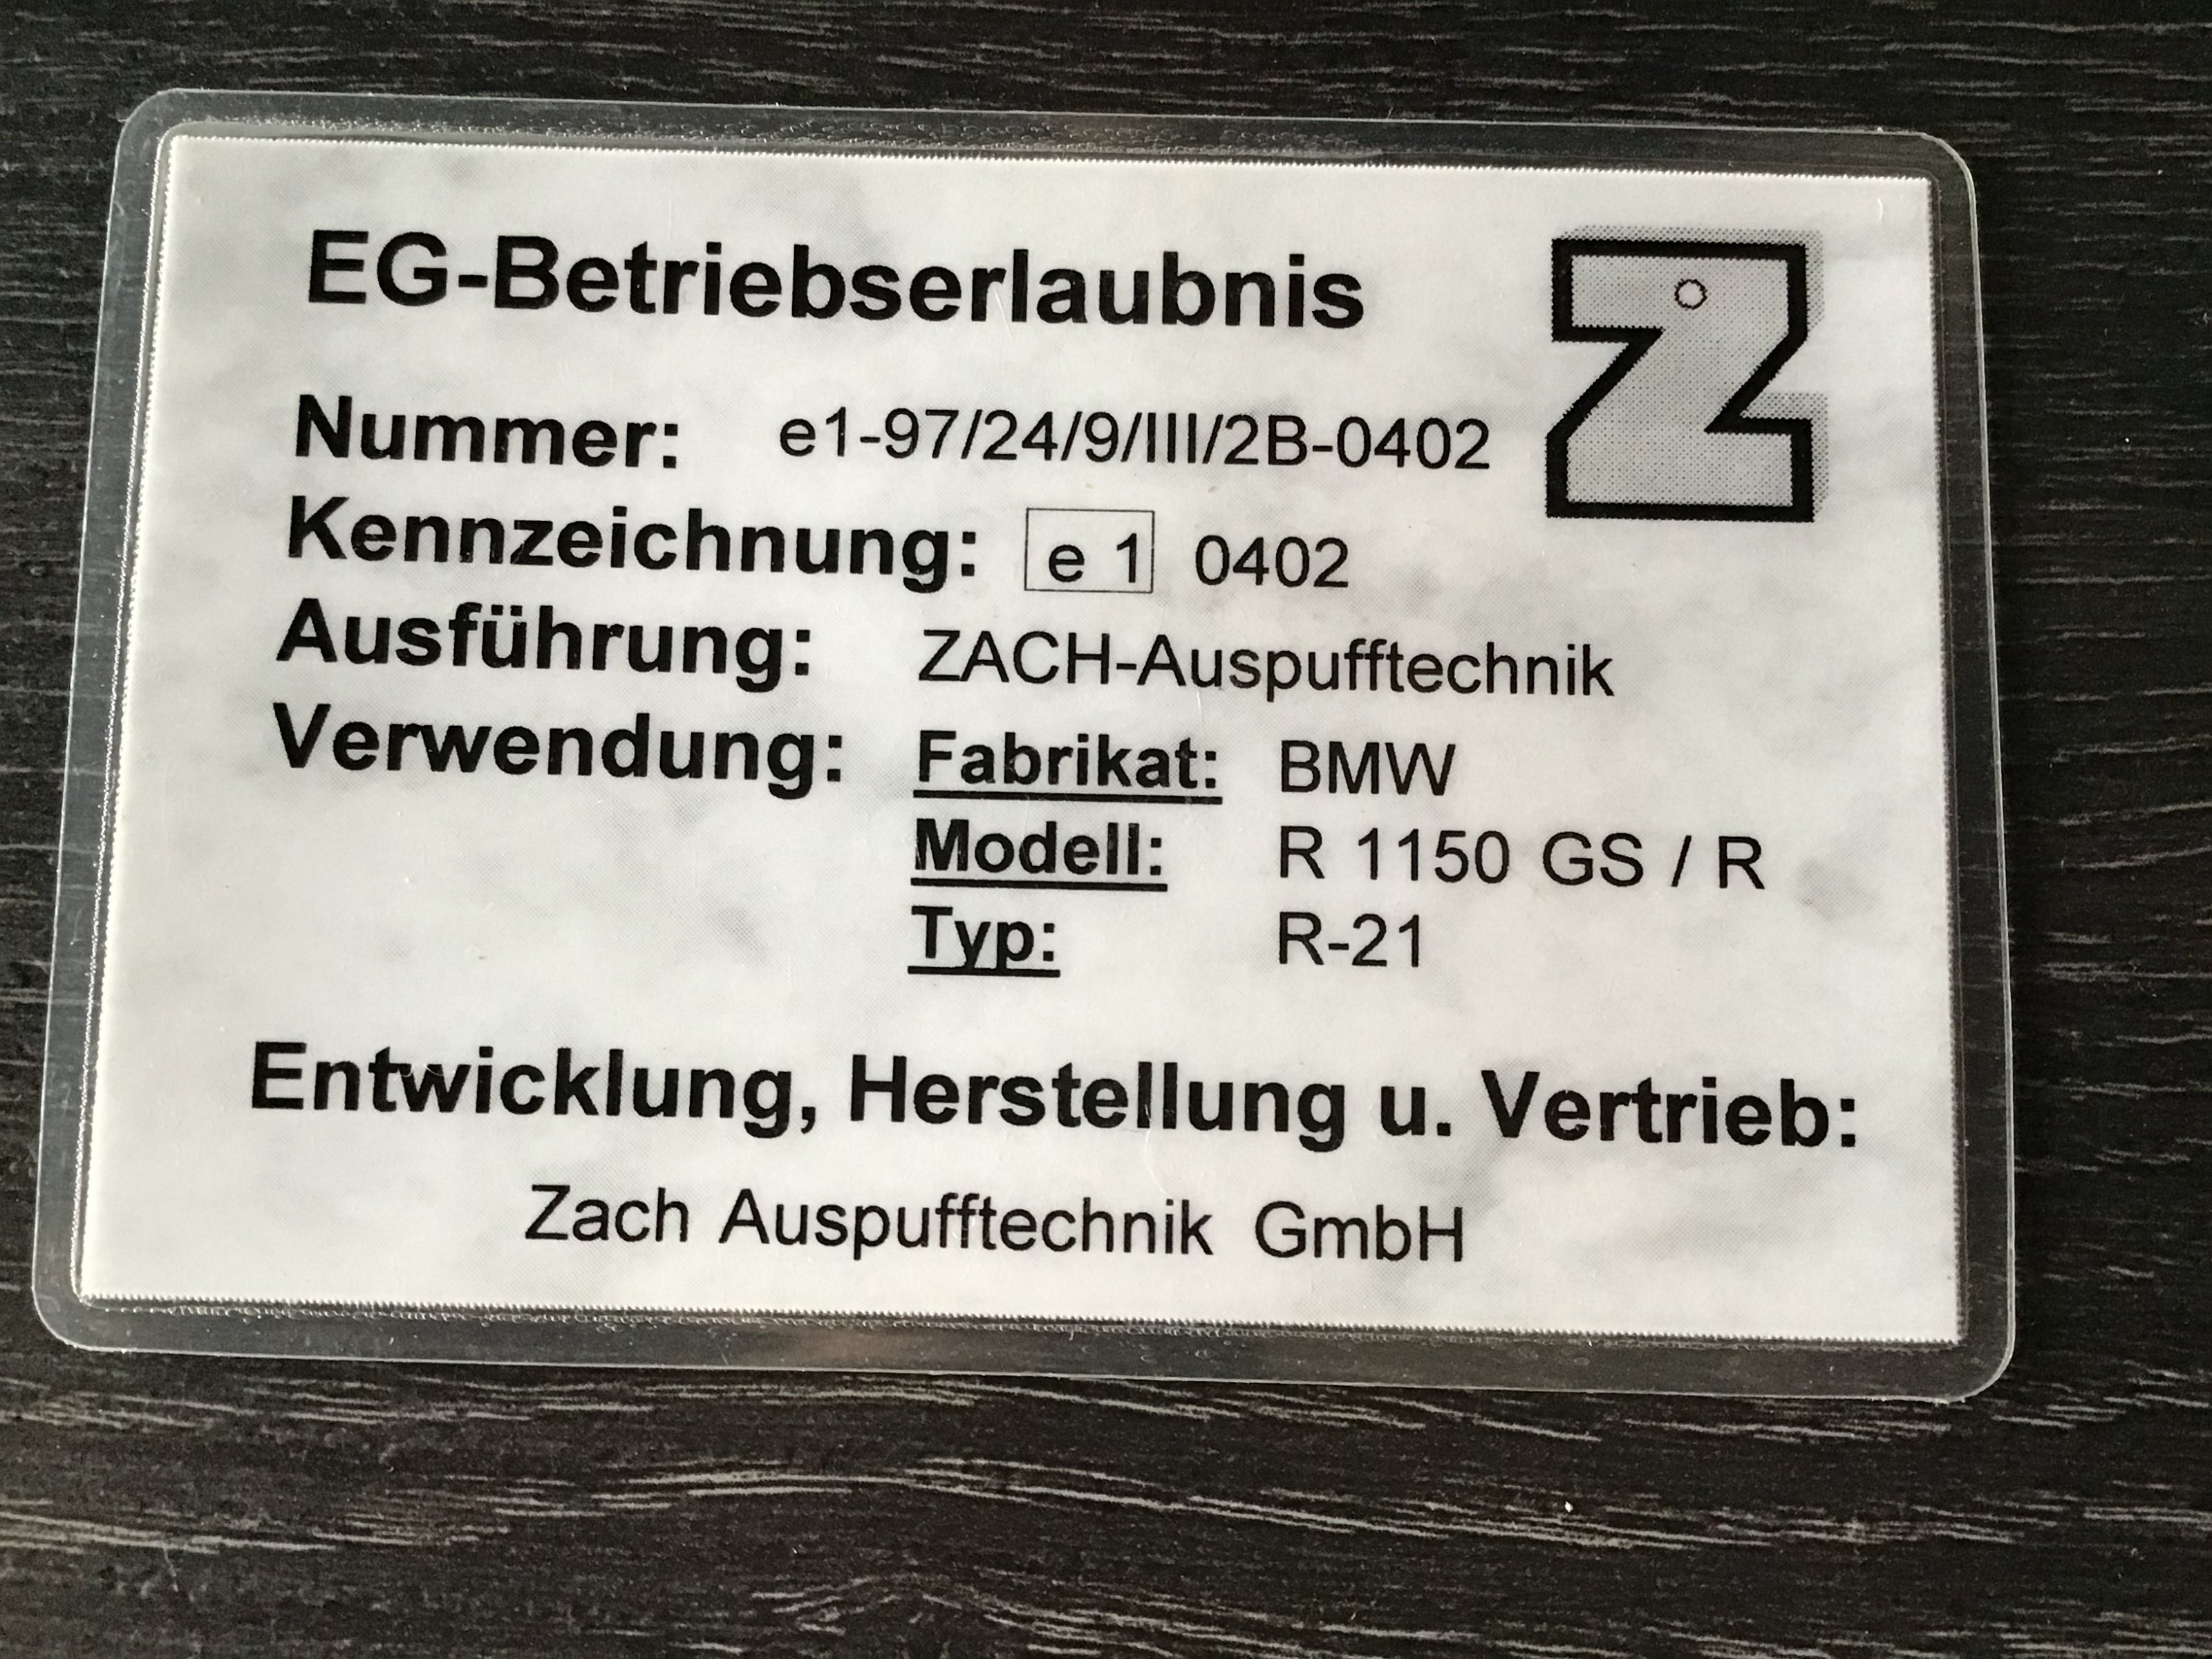 EG-Betriebserlaubnis
Z
Nummer: e1-97/24/9/III/2B-0402
Kennzeichnung: e 1 0402
Ausführung: ZACH-Auspufftechnik
Verwendung: Fabrikat: BMW
Modell: R 1150 GS / R
Typ: R-21
Entwicklung, Herstellung u. Vertrieb:
Zach Auspufftechnik GmbH